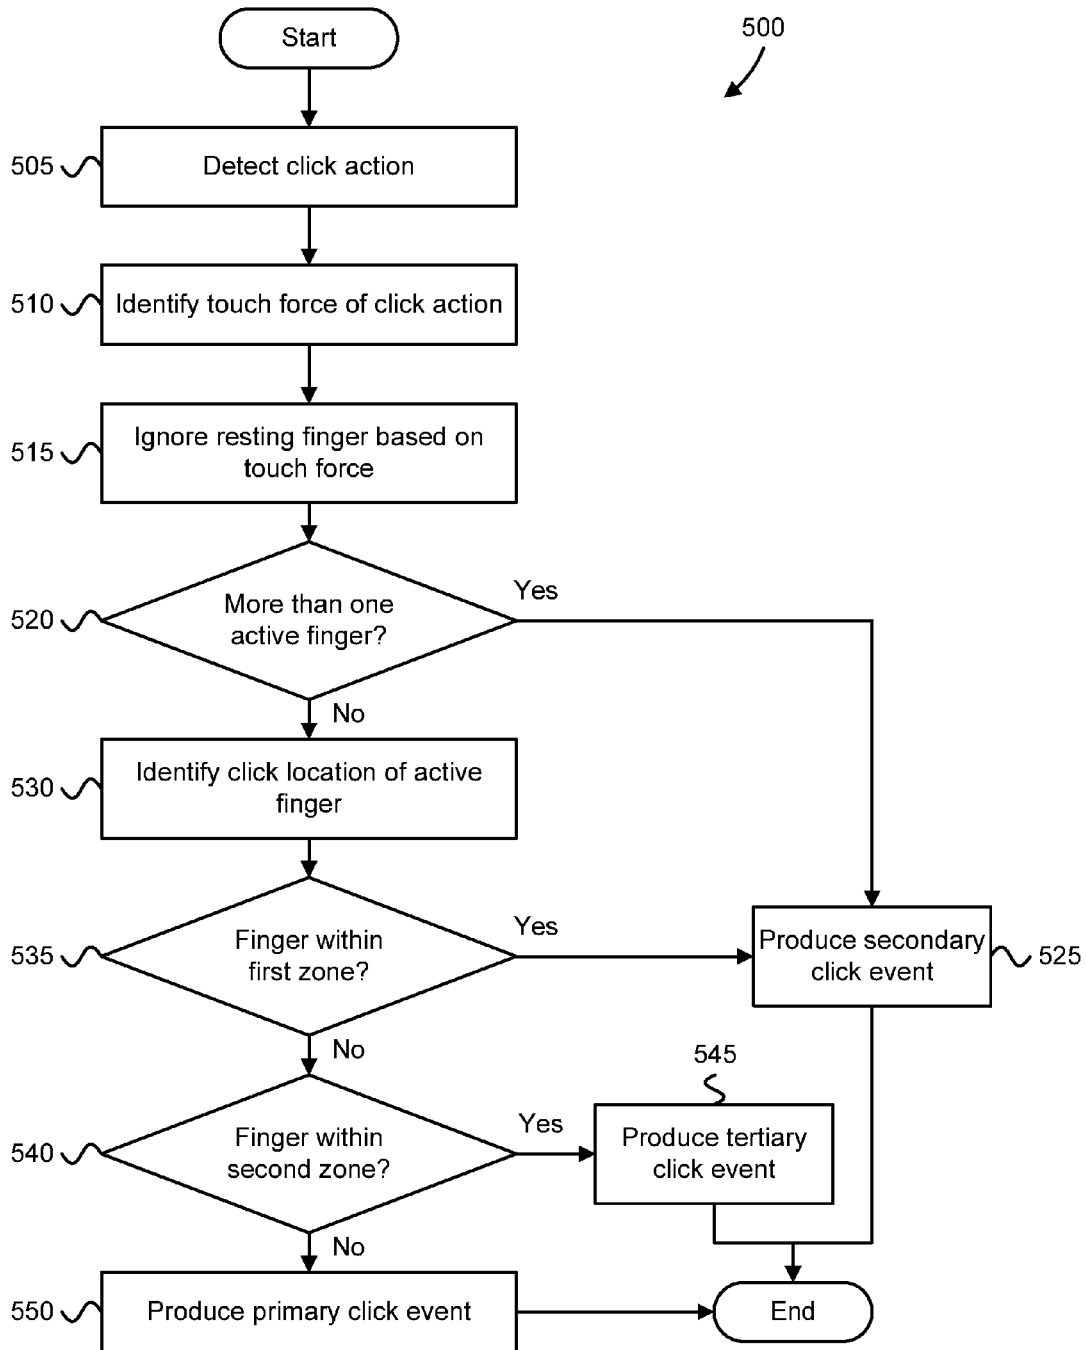 Start
500
505
Detect click action
510
Identify touch force of click action
515
Ignore resting finger based on
touch force
520
More than one
active finger?
Yes
No
530
Identify click location of active
finger
535
Finger within
first zone?
Yes
Produce secondary
click event
525
No
545
540
Finger within
second zone?
Yes
Produce tertiary
click event
No
550
Produce primary click event
End